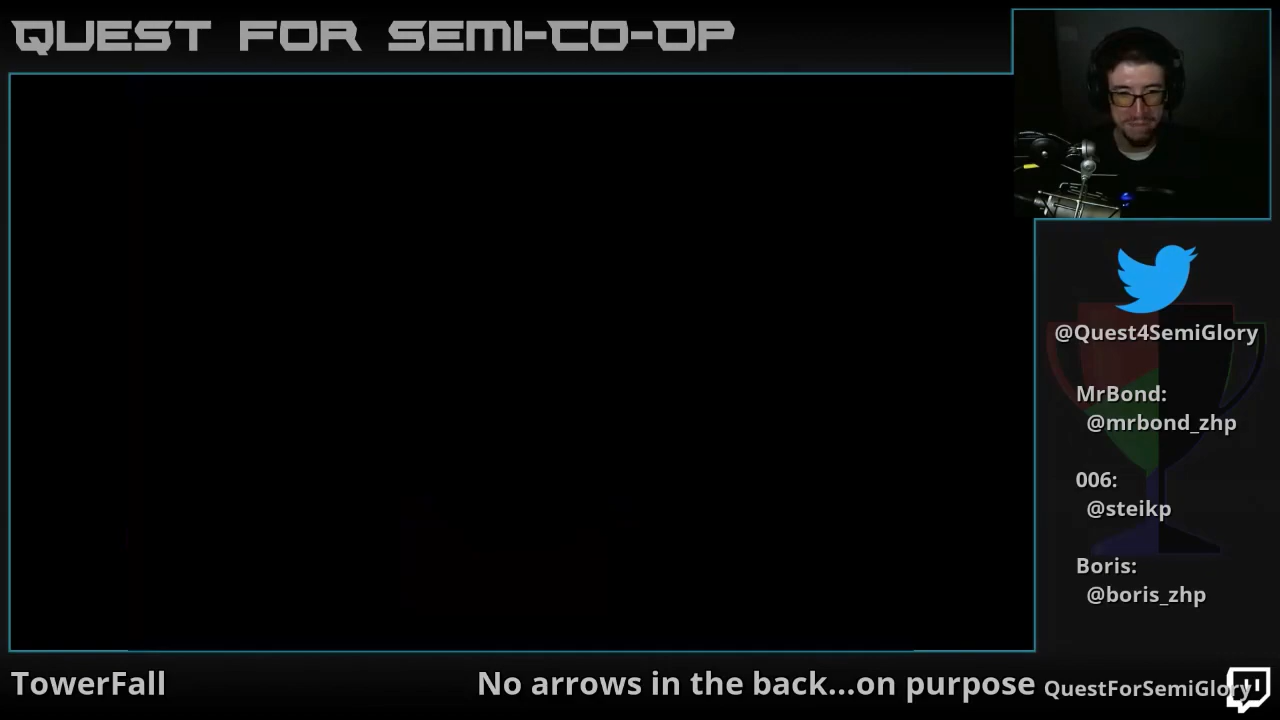 QUEST FOR SEMI-CO-OP
@Quest4SemiGlory
MrBond:
@mrbond_zhp
006:
@steikp
Boris:
@boris_zhp
TowerFall
No arrows in the back...on purpose
QuestForSemiGlory